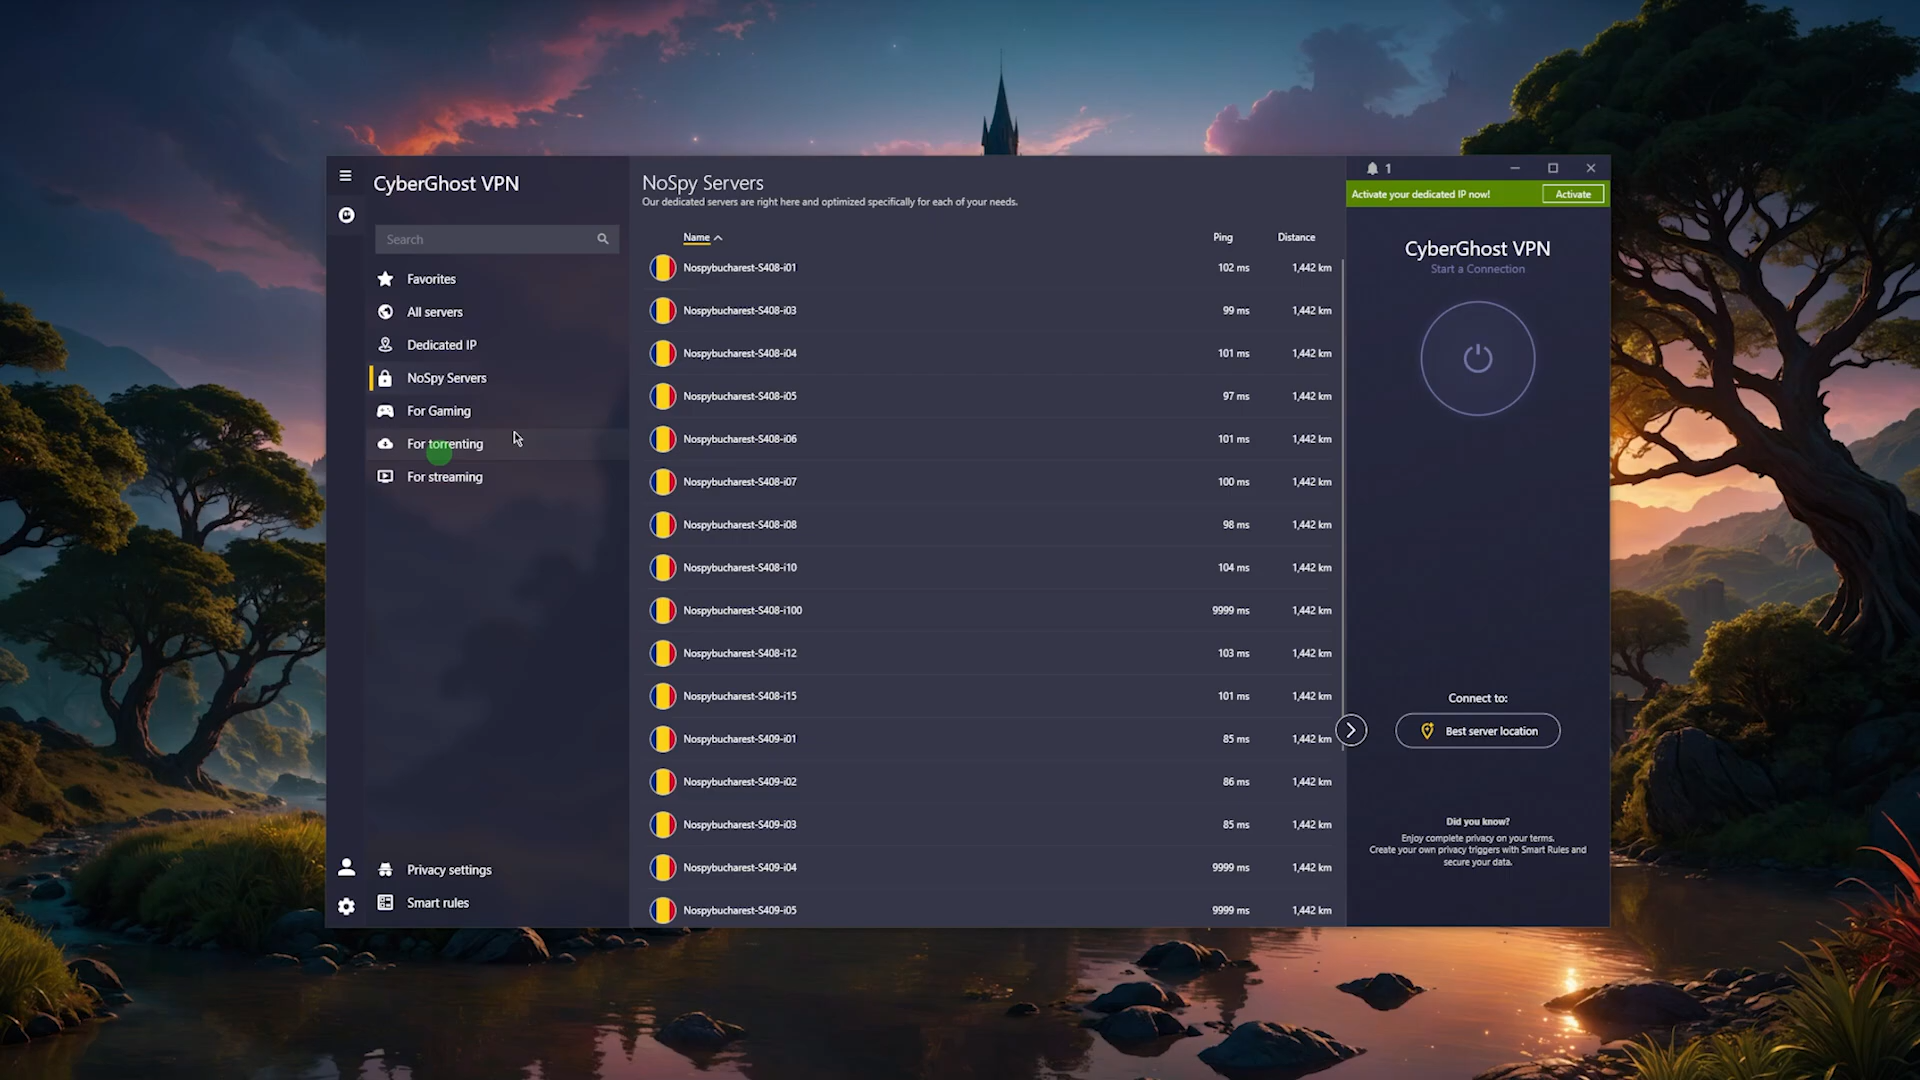 CyberGhost VPN
Search
Favorites
All servers
Dedicated IP
NoSpy Servers
For Gaming
For torrenting
For streaming
Privacy settings
Smart rules
NoSpy Servers
Our dedicated servers are right here and optimized specifically for each of your needs.
Name Ping Distance
Nospybucharest-S408-i01 102 ms 1,442 km
Nospybucharest-S408-i03 99 ms 1,442 km
Nospybucharest-S408-i04 101 ms 1,442 km
Nospybucharest-S408-i05 97 ms 1,442 km
Nospybucharest-S408-i06 101 ms 1,442 km
Nospybucharest-S408-i07 100 ms 1,442 km
Nospybucharest-S408-i08 98 ms 1,442 km
Nospybucharest-S408-i10 104 ms 1,442 km
Nospybucharest-S408-i100 9999 ms 1,442 km
Nospybucharest-S408-i12 103 ms 1,442 km
Nospybucharest-S408-i15 101 ms 1,442 km
Nospybucharest-S409-i01 85 ms 1,442 km
Nospybucharest-S409-i02 86 ms 1,442 km
Nospybucharest-S409-i03 85 ms 1,442 km
Nospybucharest-S409-i04 9999 ms 1,442 km
Nospybucharest-S409-i05 9999 ms 1,442 km
1
Activate your dedicated IP now! Activate
CyberGhost VPN
Start a Connection
Connect to:
Best server location
Did you know?
Enjoy complete privacy on your terms.
Create your own privacy triggers with Smart Rules and
secure your data.